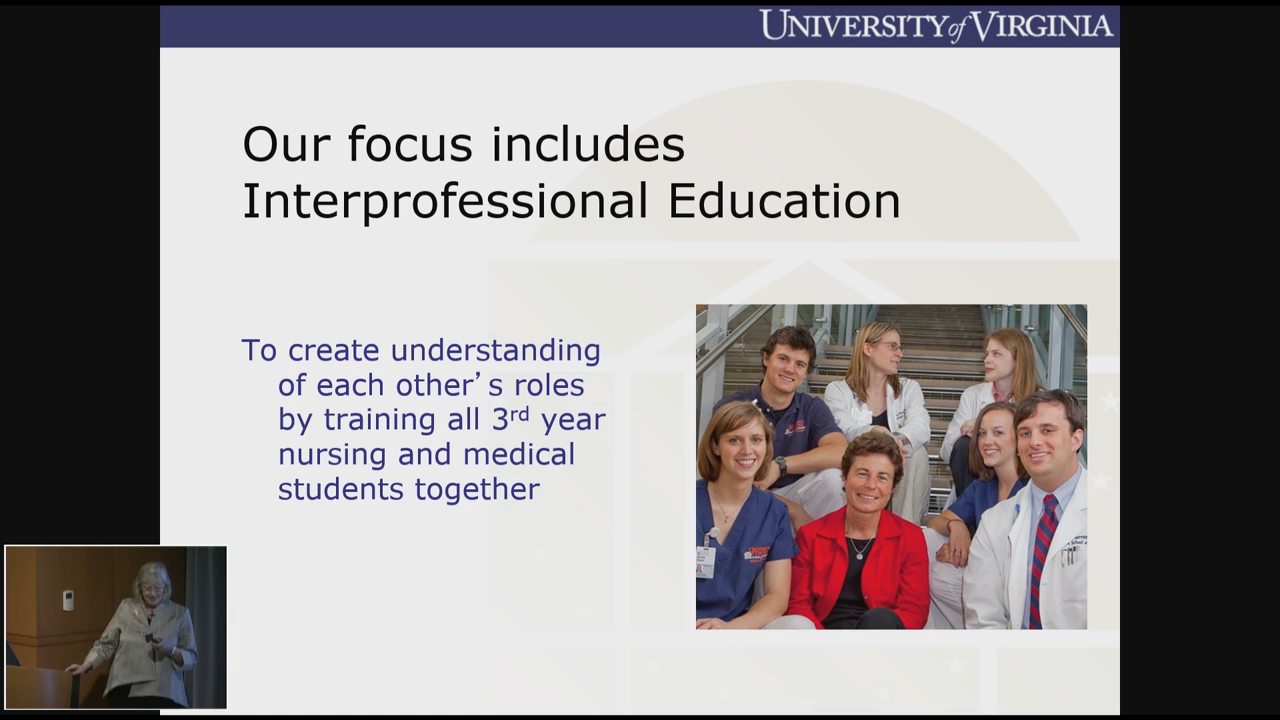 UNIVERSITY of VIRGINIA
Our focus includes
Interprofessional Education
To create understanding
of each other’s roles
by training all 3rd year
nursing and medical
students together